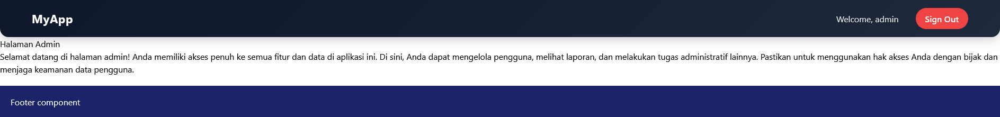 MyApp
Welcome, admin
Sign Out
Halaman Admin
Selamat datang di halaman admin! Anda memiliki akses penuh ke semua fitur dan data di aplikasi ini. Di sini, Anda dapat mengelola pengguna, melihat laporan, dan melakukan tugas administratif lainnya. Pastikan untuk menggunakan hak akses Anda dengan bijak dan
menjaga keamanan data pengguna.
Footer component